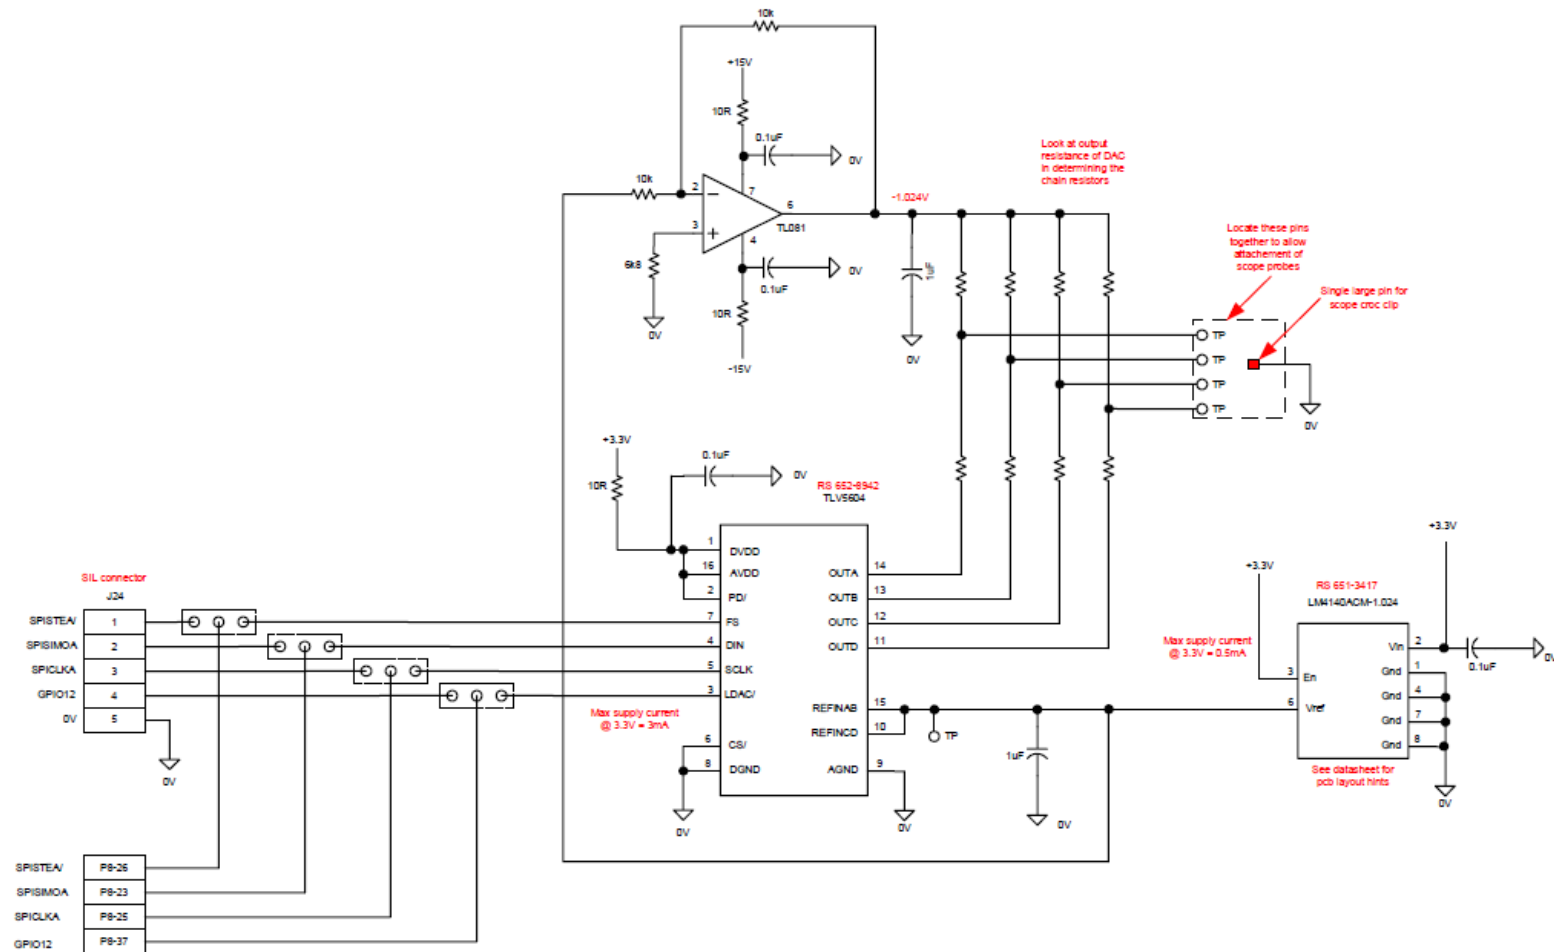 10k
+15V
10R
0.1uF
0V
10k
2
7
3
6
4
TL081
6k8
0V
0.1uF
0V
10R
-15V
-1.024V
1uF
0V
Look at output
resistance of DAC
in determining the
chain resistors
Locate these pins
together to allow
attachement of
scope probes
Single large pin for
scope croc clip
TP
TP
TP
TP
0V
+3.3V
10R
0.1uF
0V
RS 652-8942
TLV5604
1 DVDD
16 AVDD
2 PD/
7 FS
4 DIN
5 SCLK
3 LDAC/
6 CS/
8 DGND
OUTA 14
OUTB 13
OUTC 12
OUTD 11
REFINAB 15
REFINCD 10
AGND 9
Max supply current
@ 3.3V = 3mA
0V
0V
TP
1uF
0V
SIL connector
J24
SPISTEA/ 1
SPISIMOA 2
SPICLKA 3
GPIO12 4
0V 5
0V
SPISTEA/ P8-26
SPISIMOA P8-23
SPICLKA P8-25
GPIO12 P8-37
+3.3V
+3.3V
RS 651-3417
LM4140ACM-1.024
Max supply current
@ 3.3V = 0.5mA
3 En
6 Vref
Vin 2
Gnd 1
Gnd 4
Gnd 7
Gnd 8
0.1uF
0V
See datasheet for
pcb layout hints
0V